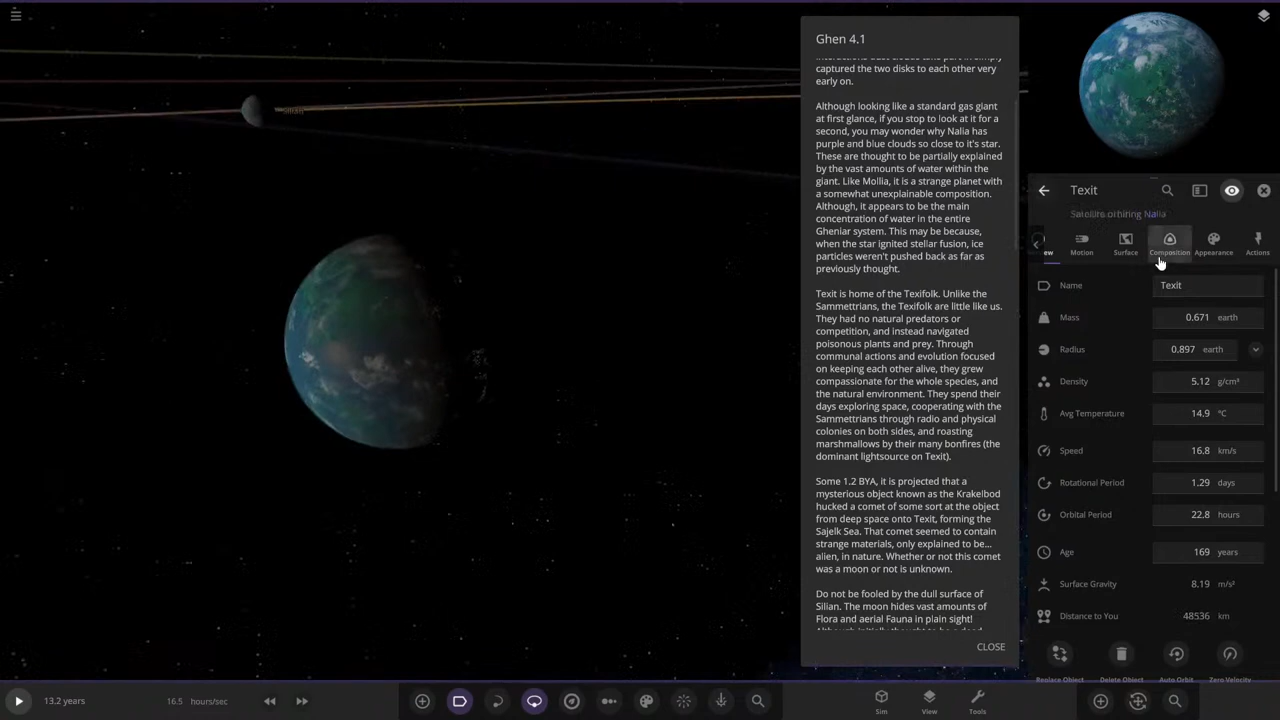 Ghen 4.1
captured the two disks to each other very
early on.
Although looking like a standard gas giant
at first glance, if you stop to look at it for a
second, you may wonder why Nalia has
purple and blue clouds so close to it's star.
These are thought to be partially explained
by the vast amounts of water within the
giant. Like Mollia, it is a strange planet with
a somewhat unexplainable composition.
Although, it appears to be the main
concentration of water in the entire
Gheniar system. This may be because,
when the star ignited stellar fusion, ice
particles weren't pushed back as far as
previously thought.
Texit is home of the Texifolk. Unlike the
Sammettrians, the Texifolk are little like us.
They had no natural predators or
competition, and instead navigated
poisonous plants and prey. Through
communal actions and evolution focused
on keeping each other alive, they grew
compassionate for the whole species, and
the natural environment. They spend their
days exploring space, cooperating with the
Sammettrians through radio and physical
colonies on both sides, and roasting
marshmallows by their many bonfires (the
dominant lightsource on Texit).
Some 1.2 BYA, it is projected that a
mysterious object known as the Krakelbod
hucked a comet of some sort at the object
from deep space onto Texit, forming the
Sajelk Sea. That comet seemed to contain
strange materials, only explained to be...
alien, in nature. Whether or not this comet
was a moon or not is unknown.
Do not be fooled by the dull surface of
Silian. The moon hides vast amounts of
Flora and aerial Fauna in plain sight!
CLOSE
Texit
Satellite orbiting Nalia
ew Motion Surface Composition Appearance Actions
Name Texit
Mass 0.671 earth
Radius 0.897 earth
Density 5.12 g/cm³
Avg Temperature 14.9 °C
Speed 16.8 km/s
Rotational Period 1.29 days
Orbital Period 22.8 hours
Age 169 years
Surface Gravity 8.19 m/s²
Distance to You 48536 km
Replace Object Delete Object Auto Orbit Zero Velocity
13.2 years 16.5 hours/sec
Sim View Tools